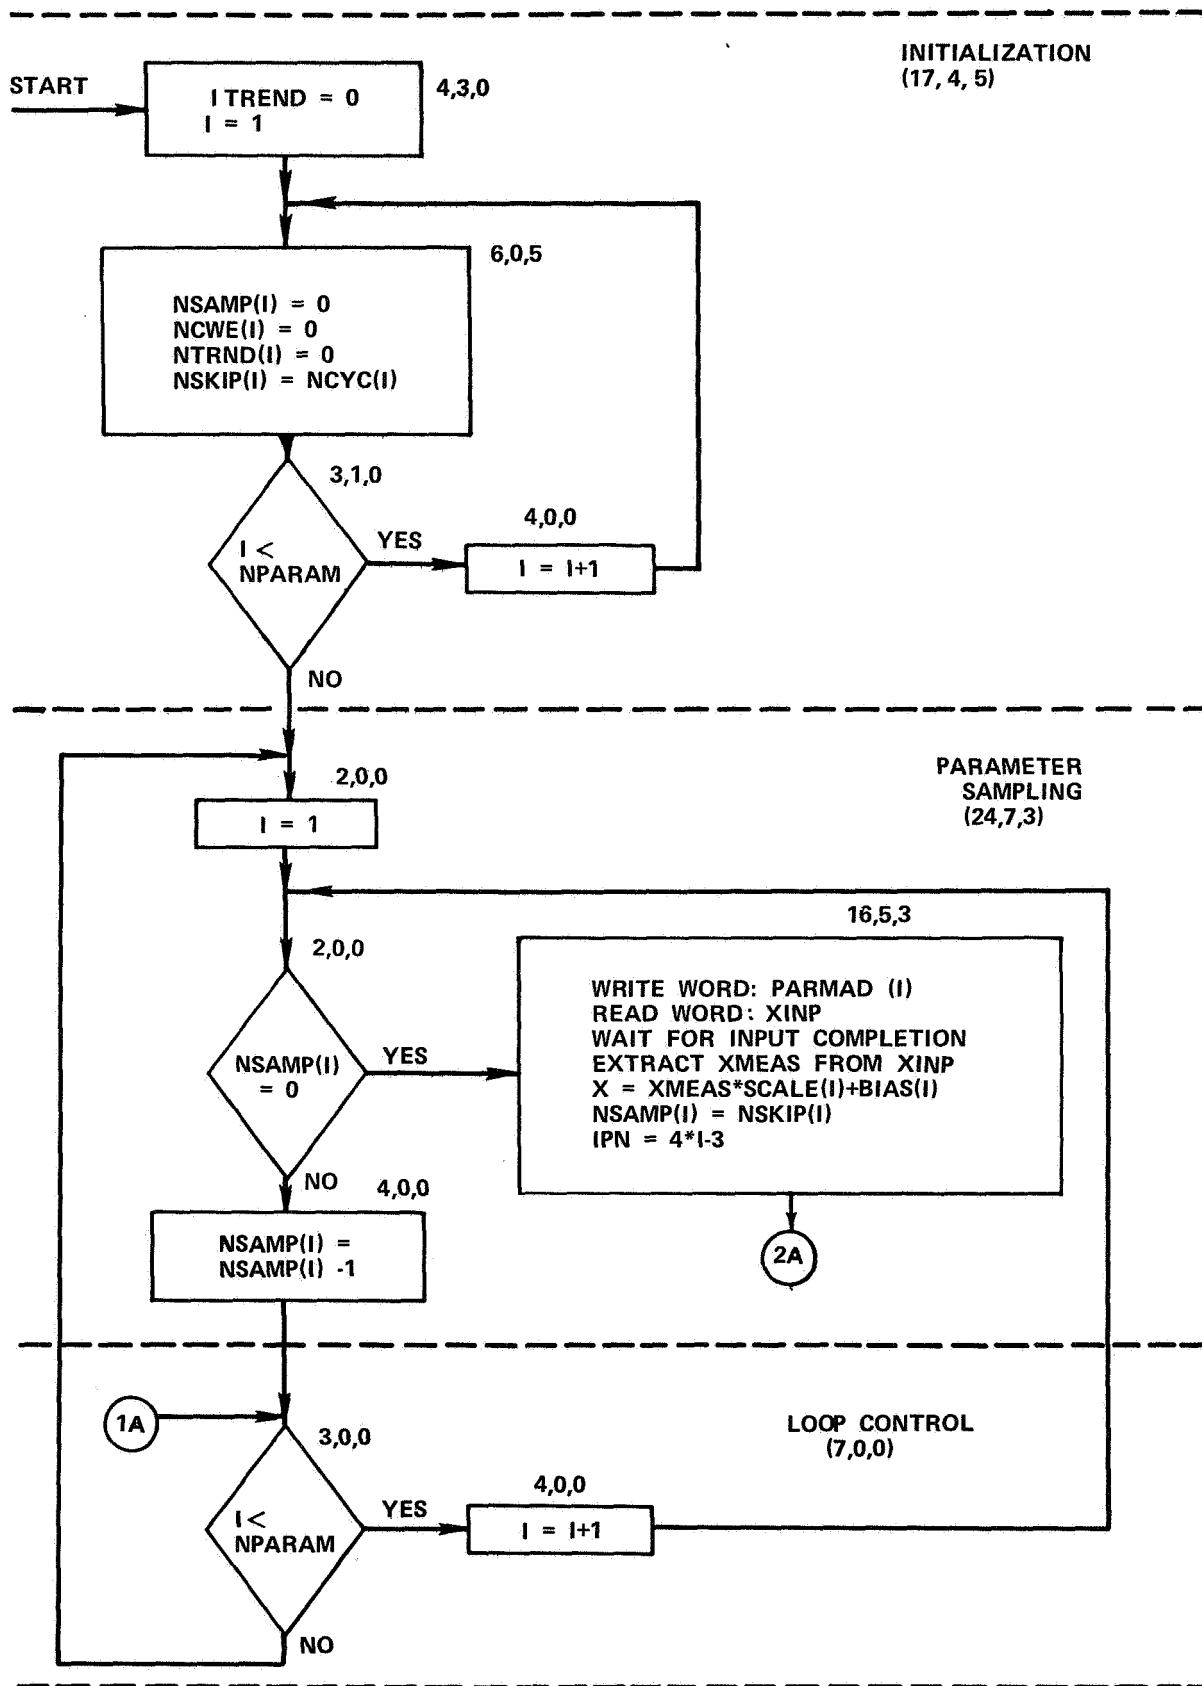 INITIALIZATION
(17, 4, 5)
START
I TREND = 0
I = 1
4,3,0
6,0,5
NSAMP(I) = 0
NCWE(I) = 0
NTRND(I) = 0
NSKIP(I) = NCYC(I)
3,1,0
I <
NPARAM
YES
4,0,0
I = I+1
NO
PARAMETER
SAMPLING
(24,7,3)
2,0,0
I = 1
2,0,0
NSAMP(I)
= 0
YES
16,5,3
WRITE WORD: PARMAD (I)
READ WORD: XINP
WAIT FOR INPUT COMPLETION
EXTRACT XMEAS FROM XINP
X = XMEAS*SCALE(I)+BIAS(I)
NSAMP(I) = NSKIP(I)
IPN = 4*I-3
2A
NO
4,0,0
NSAMP(I) =
NSAMP(I) -1
LOOP CONTROL
(7,0,0)
1A
3,0,0
I <
NPARAM
YES
4,0,0
I = I+1
NO